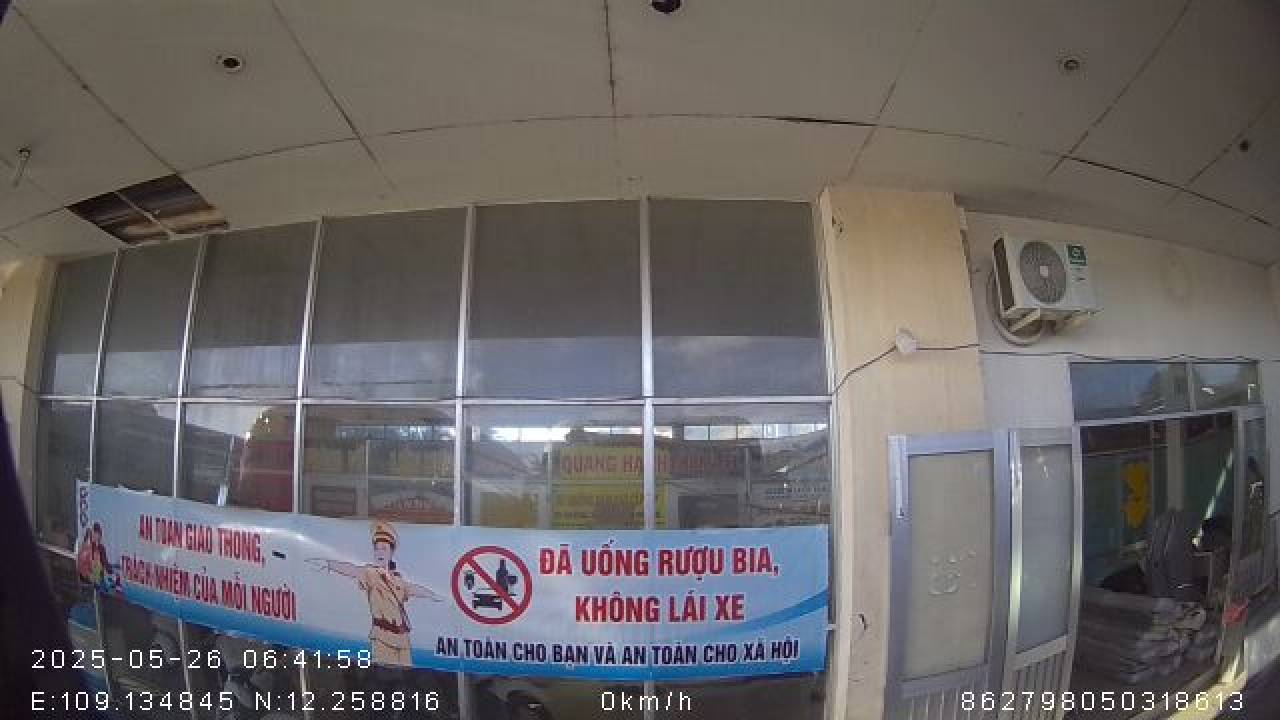 QUANG HẠNH
AN TOÀN GIAO THÔNG,
TRÁCH NHIỆM CỦA MỖI NGƯỜI
ĐÃ UỐNG RƯỢU BIA,
KHÔNG LÁI XE
AN TOÀN CHO BẠN VÀ AN TOÀN CHO XÃ HỘI
2025-05-26 06:41:58
E:109.134845 N:12.258816
0km/h
862798050318613